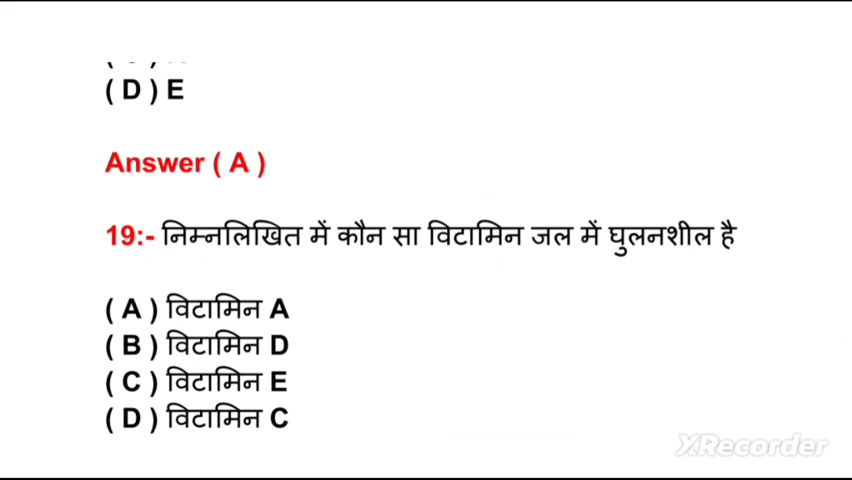 ( D ) E
Answer ( A )
19:- निम्नलिखित में कौन सा विटामिन जल में घुलनशील है
( A ) विटामिन A
( B ) विटामिन D
( C ) विटामिन E
( D ) विटामिन C
XRecorder